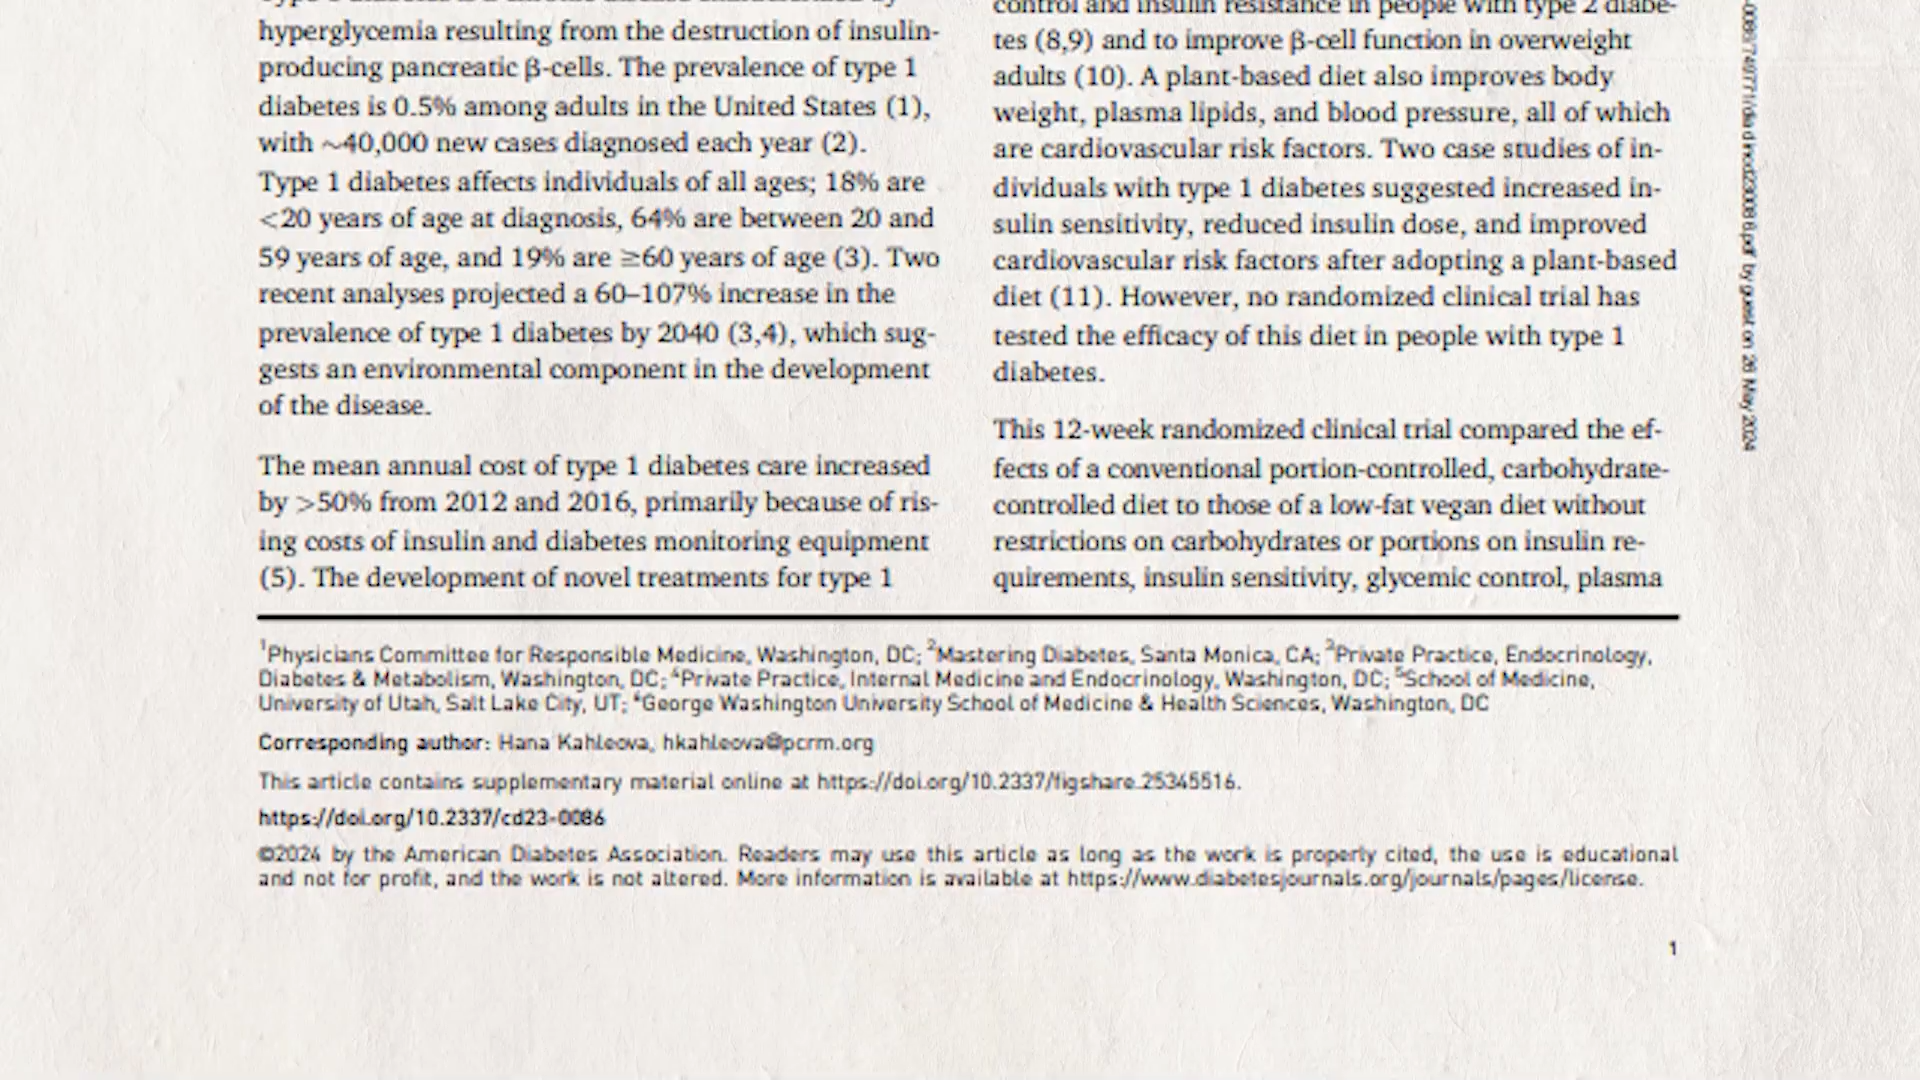 hyperglycemia resulting from the destruction of insulin-
producing pancreatic β-cells. The prevalence of type 1
diabetes is 0.5% among adults in the United States (1),
with ~40,000 new cases diagnosed each year (2).
Type 1 diabetes affects individuals of all ages; 18% are
<20 years of age at diagnosis, 64% are between 20 and
59 years of age, and 19% are ≥60 years of age (3). Two
recent analyses projected a 60–107% increase in the
prevalence of type 1 diabetes by 2040 (3,4), which sug-
gests an environmental component in the development
of the disease.
The mean annual cost of type 1 diabetes care increased
by >50% from 2012 and 2016, primarily because of ris-
ing costs of insulin and diabetes monitoring equipment
(5). The development of novel treatments for type 1
control and insulin resistance in people with type 2 diabe-
tes (8,9) and to improve β-cell function in overweight
adults (10). A plant-based diet also improves body
weight, plasma lipids, and blood pressure, all of which
are cardiovascular risk factors. Two case studies of in-
dividuals with type 1 diabetes suggested increased in-
sulin sensitivity, reduced insulin dose, and improved
cardiovascular risk factors after adopting a plant-based
diet (11). However, no randomized clinical trial has
tested the efficacy of this diet in people with type 1
diabetes.
This 12-week randomized clinical trial compared the ef-
fects of a conventional portion-controlled, carbohydrate-
controlled diet to those of a low-fat vegan diet without
restrictions on carbohydrates or portions on insulin re-
quirements, insulin sensitivity, glycemic control, plasma
by guest on 26 May 2024
¹Physicians Committee for Responsible Medicine, Washington, DC; ²Mastering Diabetes, Santa Monica, CA; ³Private Practice, Endocrinology,
Diabetes & Metabolism, Washington, DC; ⁴Private Practice, Internal Medicine and Endocrinology, Washington, DC; ⁵School of Medicine,
University of Utah, Salt Lake City, UT; ⁶George Washington University School of Medicine & Health Sciences, Washington, DC
Corresponding author: Hana Kahleova, hkahleova@pcrm.org
This article contains supplementary material online at https://doi.org/10.2337/figshare.25345516.
https://doi.org/10.2337/cd23-0086
©2024 by the American Diabetes Association. Readers may use this article as long as the work is properly cited, the use is educational
and not for profit, and the work is not altered. More information is available at https://www.diabetesjournals.org/journals/pages/license.
1